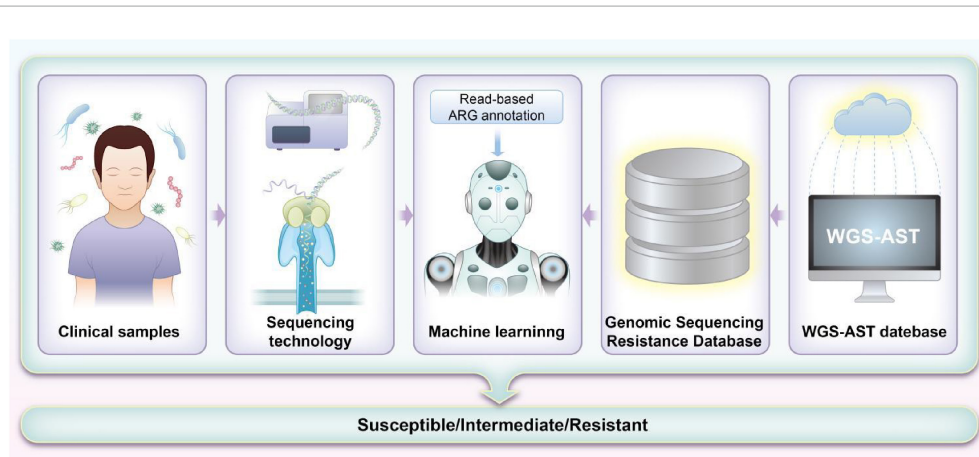 Read-based
ARG annotation
WGS-AST
Clinical samples
Sequencing
technology
Machine learninng
Genomic Sequencing
Resistance Database
WGS-AST datebase
Susceptible/Intermediate/Resistant